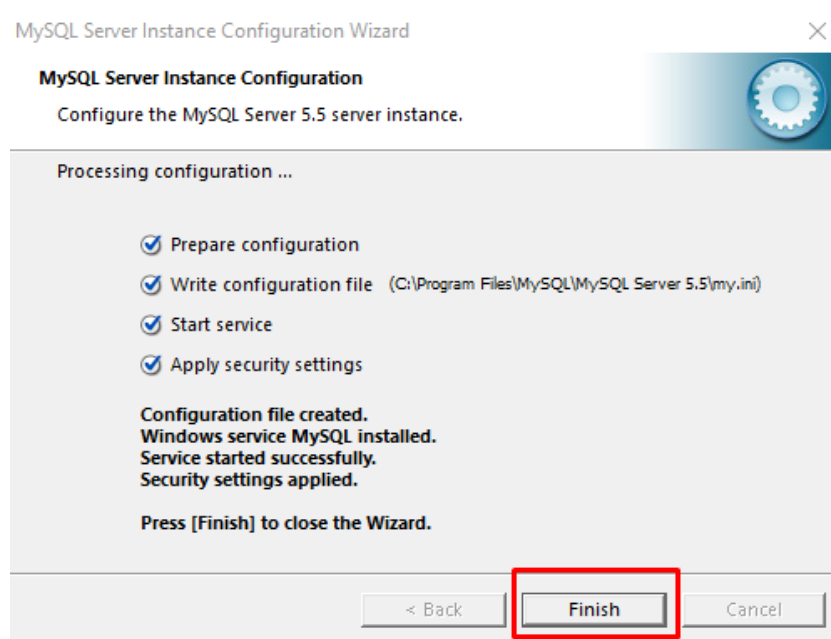 MySQL Server Instance Configuration Wizard
MySQL Server Instance Configuration
Configure the MySQL Server 5.5 server instance.
Processing configuration ...
Prepare configuration
Write configuration file (C:\Program Files\MySQL\MySQL Server 5.5\my.ini)
Start service
Apply security settings
Configuration file created.
Windows service MySQL installed.
Service started successfully.
Security settings applied.
Press [Finish] to close the Wizard.
< Back Finish Cancel